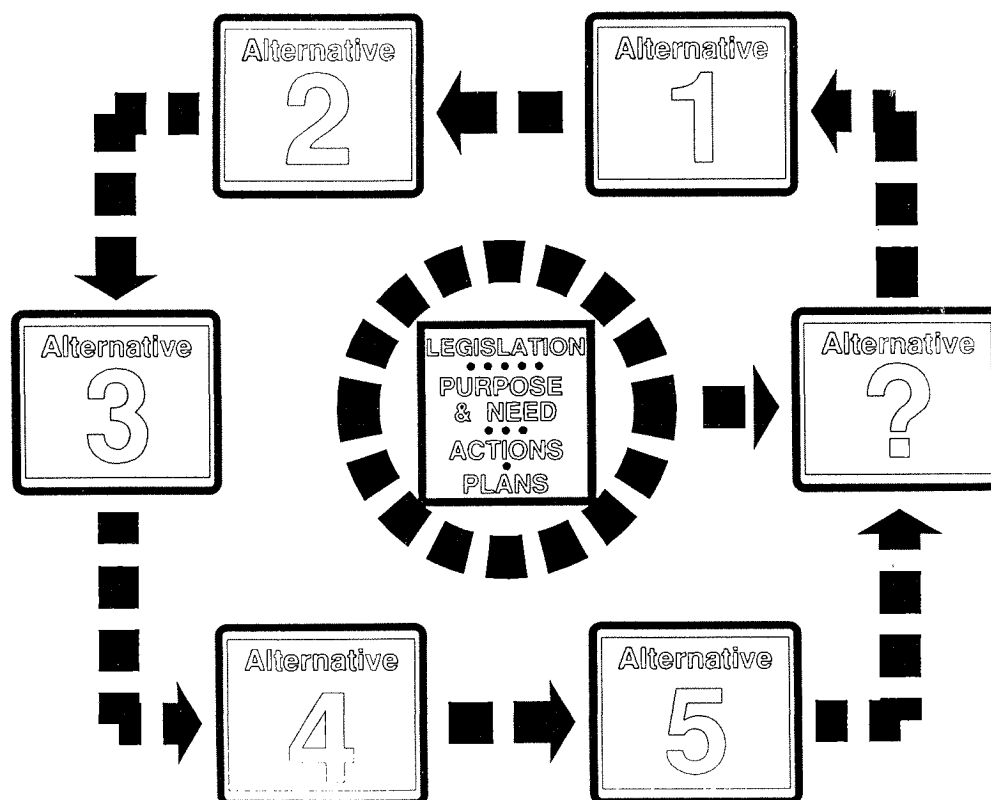 Alternative
2
Alternative
1
Alternative
3
LEGISLATION
PURPOSE
& NEED
ACTIONS
PLANS
Alternative
?
Alternative
4
Alternative
5